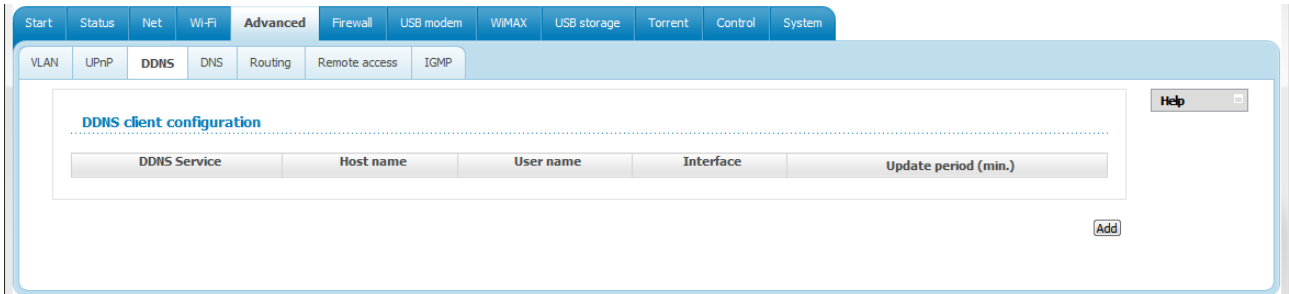 Start Status Net Wi-Fi Advanced Firewall USB modem WiMAX USB storage Torrent Control System
VLAN UPnP DDNS DNS Routing Remote access IGMP
Help
DDNS client configuration
DDNS Service Host name User name Interface Update period (min.)
Add